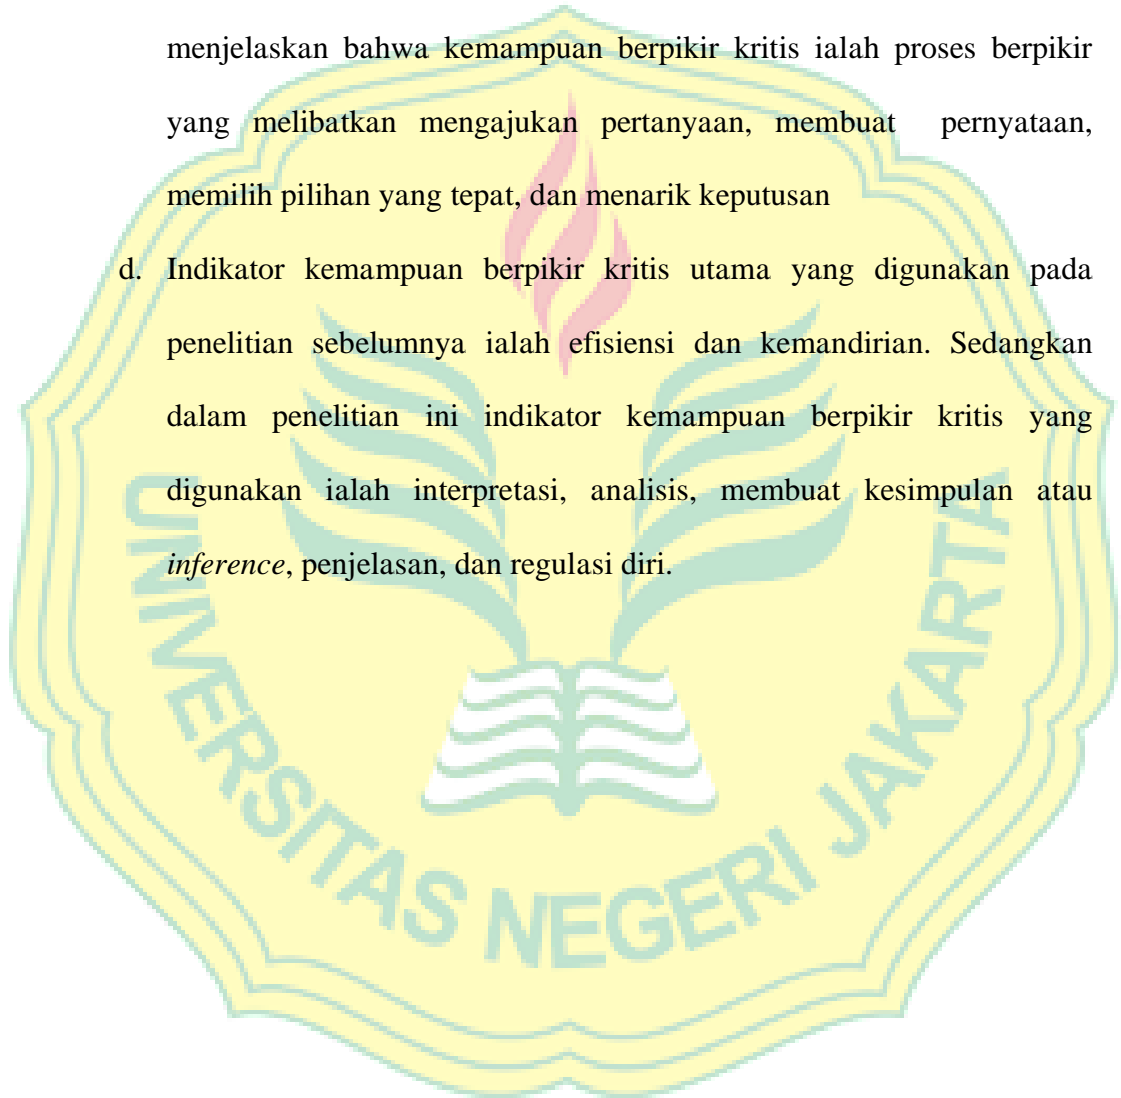 menjelaskan bahwa kemampuan berpikir kritis ialah proses berpikir
yang melibatkan mengajukan pertanyaan, membuat pernyataan,
memilih pilihan yang tepat, dan menarik keputusan
d. Indikator kemampuan berpikir kritis utama yang digunakan pada
penelitian sebelumnya ialah efisiensi dan kemandirian. Sedangkan
dalam penelitian ini indikator kemampuan berpikir kritis yang
digunakan ialah interpretasi, analisis, membuat kesimpulan atau
inference, penjelasan, dan regulasi diri.
UNIVERSITAS NEGERI JAKARTA